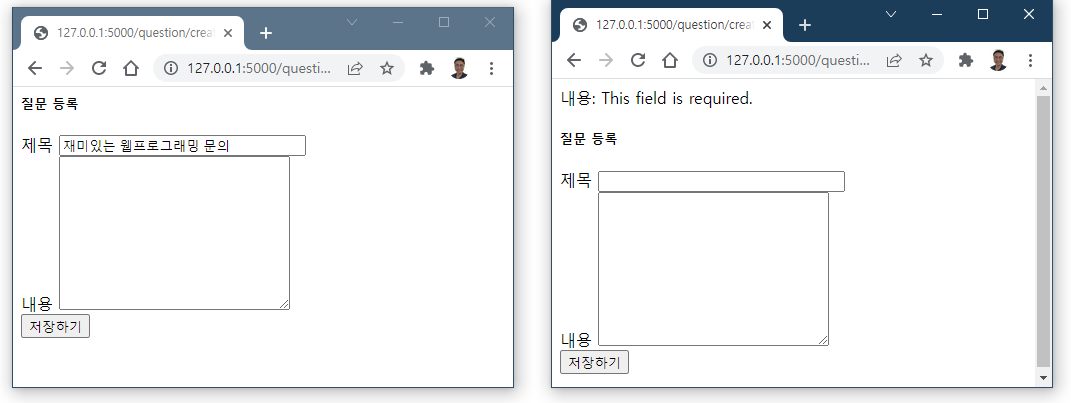 127.0.0.1:5000/question/crea
127.0.0.1:5000/questi...
질문 등록
제목 재미있는 웹프로그래밍 문의
내용
저장하기
127.0.0.1:5000/question/crea
127.0.0.1:5000/questi...
내용: This field is required.
질문 등록
제목
내용
저장하기